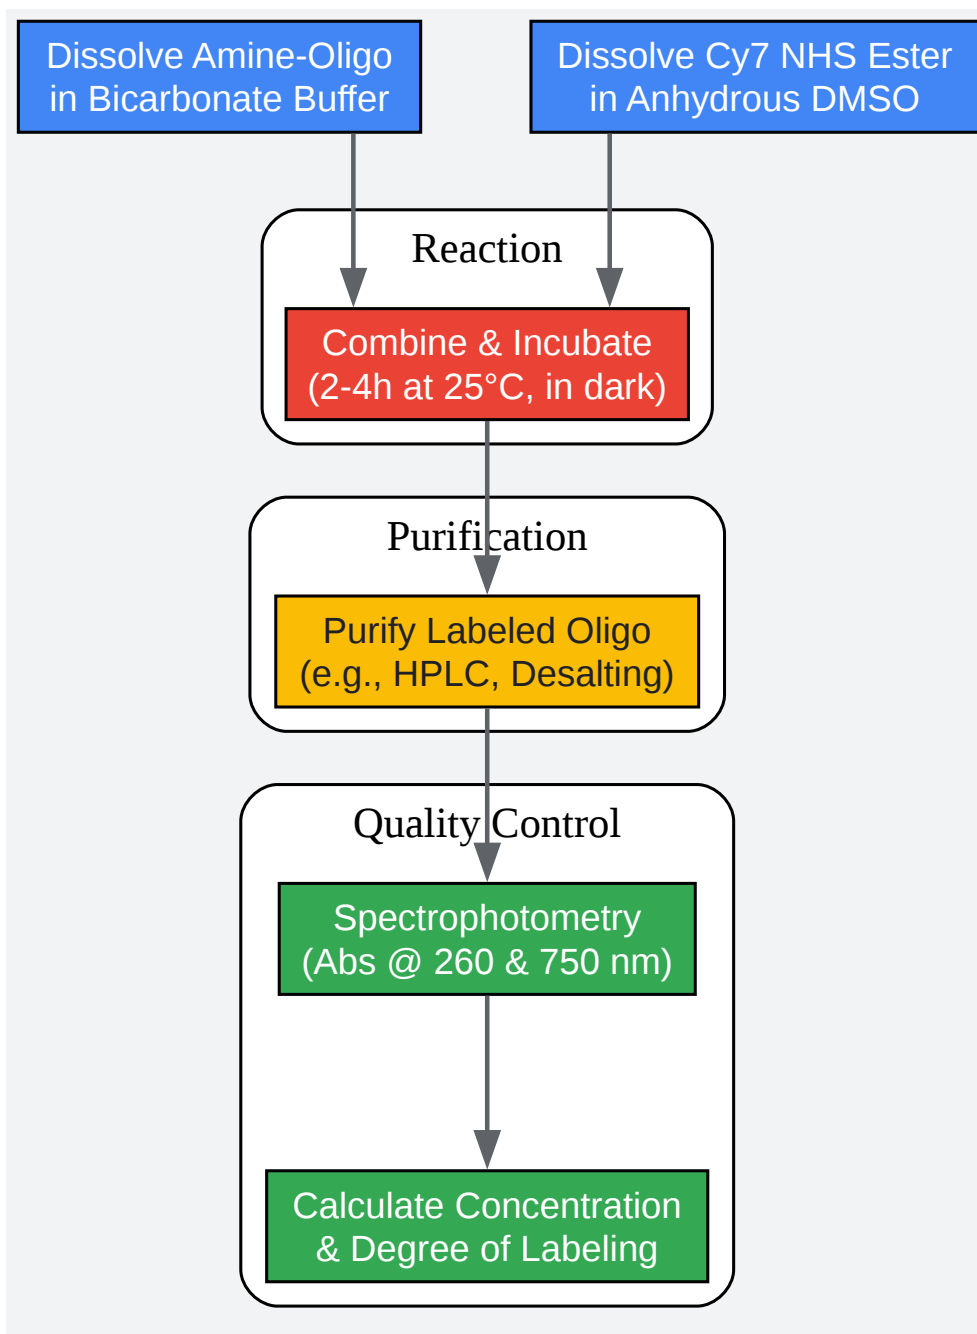 Dissolve Amine-Oligo
in Bicarbonate Buffer
Dissolve Cy7 NHS Ester
in Anhydrous DMSO
Reaction
Combine & Incubate
(2-4h at 25°C, in dark)
Purification
Purify Labeled Oligo
(e.g., HPLC, Desalting)
Quality Control
Spectrophotometry
(Abs @ 260 & 750 nm)
Calculate Concentration
& Degree of Labeling